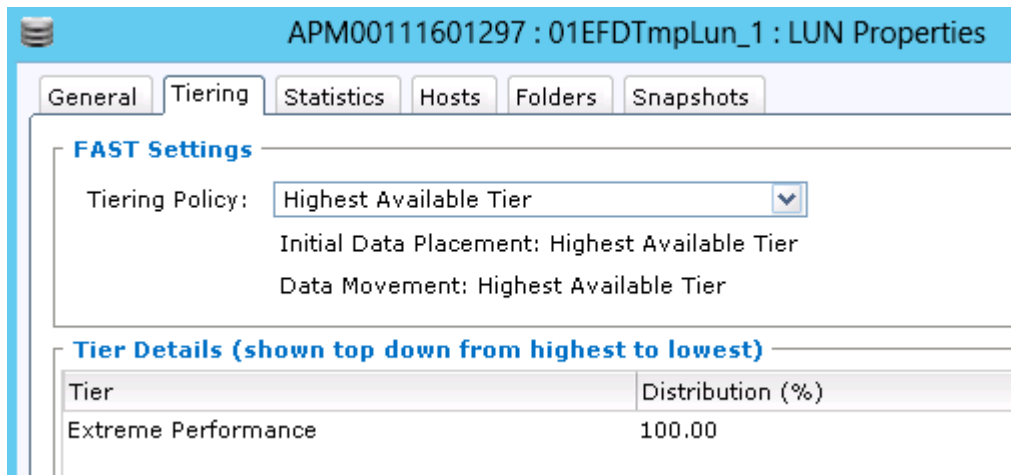 APM00111601297 : 01EFDTmpLun_1 : LUN Properties
General Tiering Statistics Hosts Folders Snapshots
FAST Settings
Tiering Policy: Highest Available Tier
Initial Data Placement: Highest Available Tier
Data Movement: Highest Available Tier
Tier Details (shown top down from highest to lowest)
Tier Distribution (%)
Extreme Performance 100.00